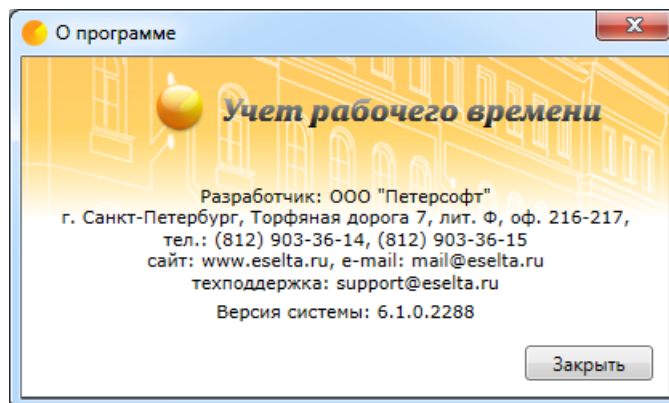 О программе
Учет рабочего времени
Разработчик: ООО "Петерсофт"
г. Санкт-Петербург, Торфяная дорога 7, лит. Ф, оф. 216-217,
тел.: (812) 903-36-14, (812) 903-36-15
сайт: www.eselta.ru, e-mail: mail@eselta.ru
техподдержка: support@eselta.ru
Версия системы: 6.1.0.2288
Закрыть